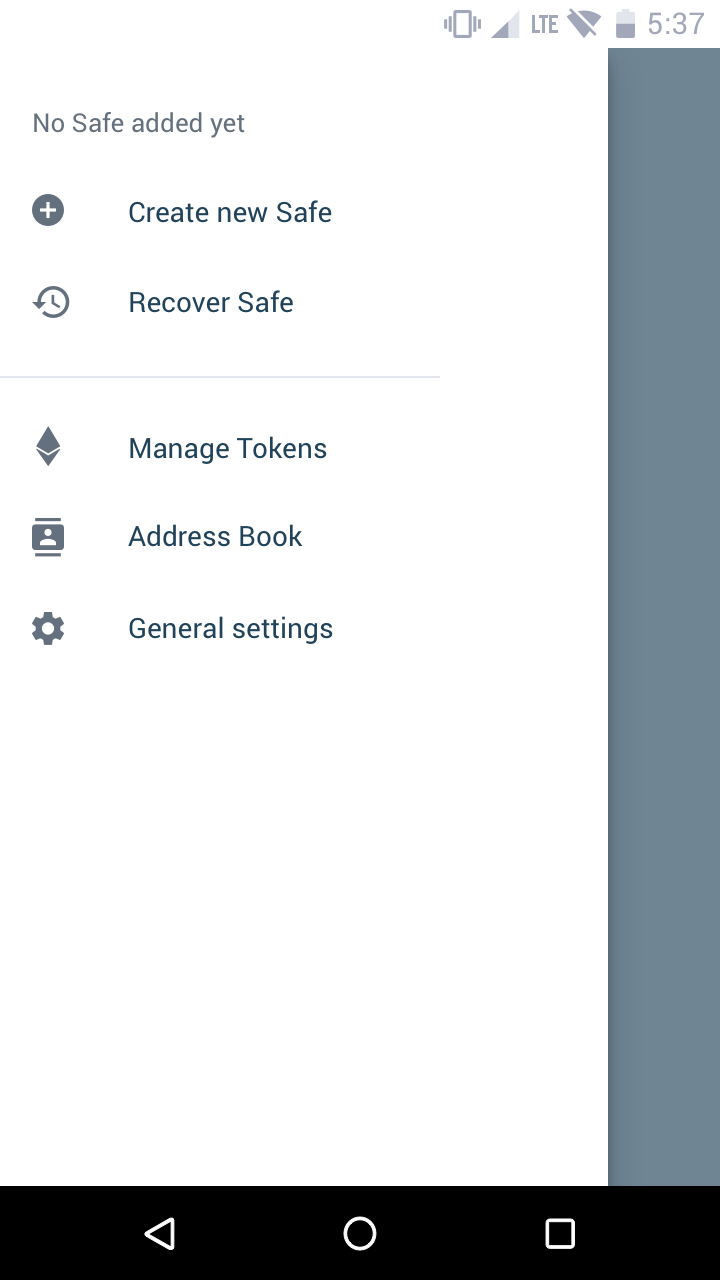 LTE 5:37
No Safe added yet
Create new Safe
Recover Safe
Manage Tokens
Address Book
General settings